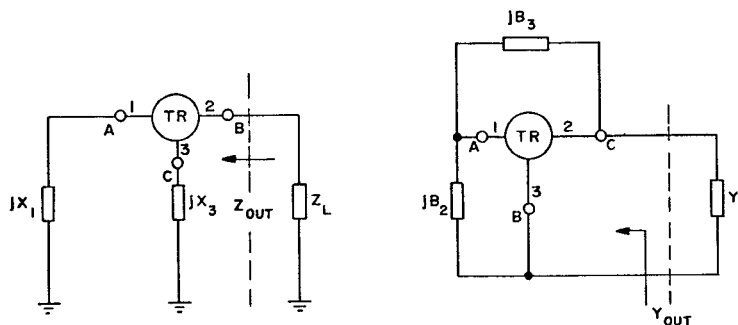 jB3
1 TR 2
A B
3
C
jX1 jX3 ZOUT ZL
1 TR 2
A C
3
jB2 B Y
YOUT